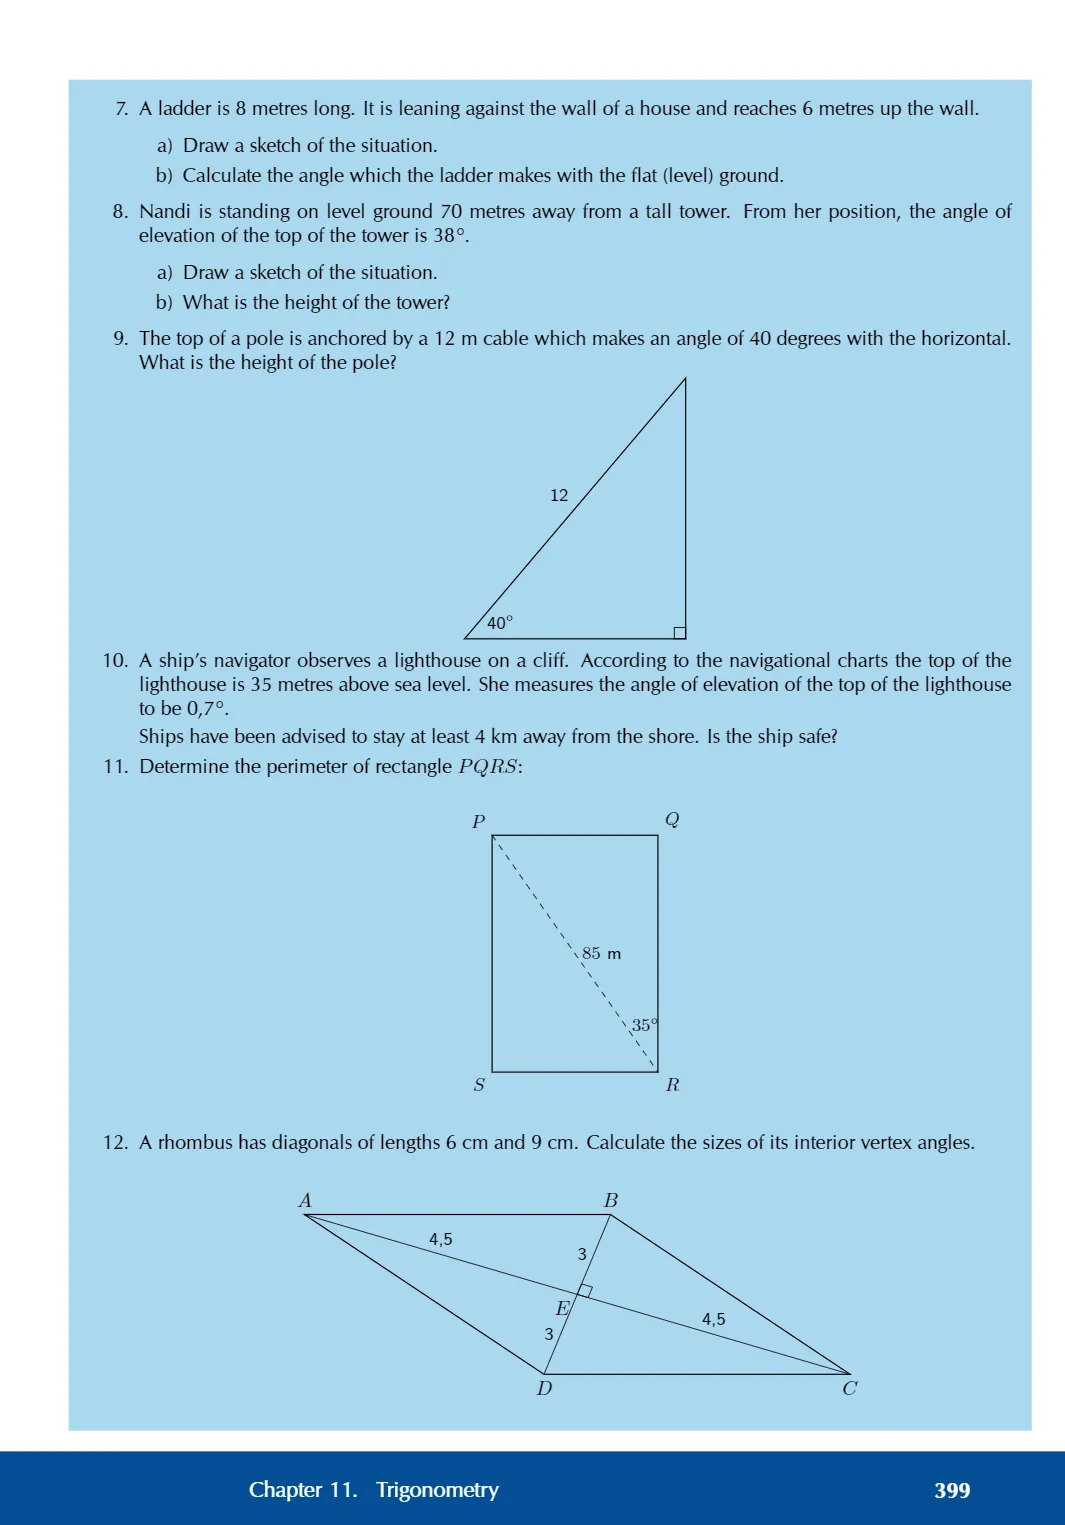 7. A ladder is 8 metres long. It is leaning against the wall of a house and reaches 6 metres up the wall.
a) Draw a sketch of the situation.
b) Calculate the angle which the ladder makes with the flat (level) ground.
8. Nandi is standing on level ground 70 metres away from a tall tower. From her position, the angle of
elevation of the top of the tower is 38°.
a) Draw a sketch of the situation.
b) What is the height of the tower?
9. The top of a pole is anchored by a 12 m cable which makes an angle of 40 degrees with the horizontal.
What is the height of the pole?
12
40°
10. A ship's navigator observes a lighthouse on a cliff. According to the navigational charts the top of the
lighthouse is 35 metres above sea level. She measures the angle of elevation of the top of the lighthouse
to be 0,7°.
Ships have been advised to stay at least 4 km away from the shore. Is the ship safe?
11. Determine the perimeter of rectangle PQRS:
P Q
85 m
35°
S R
12. A rhombus has diagonals of lengths 6 cm and 9 cm. Calculate the sizes of its interior vertex angles.
A B
4,5
3
E
4,5
3
D C
Chapter 11. Trigonometry 399